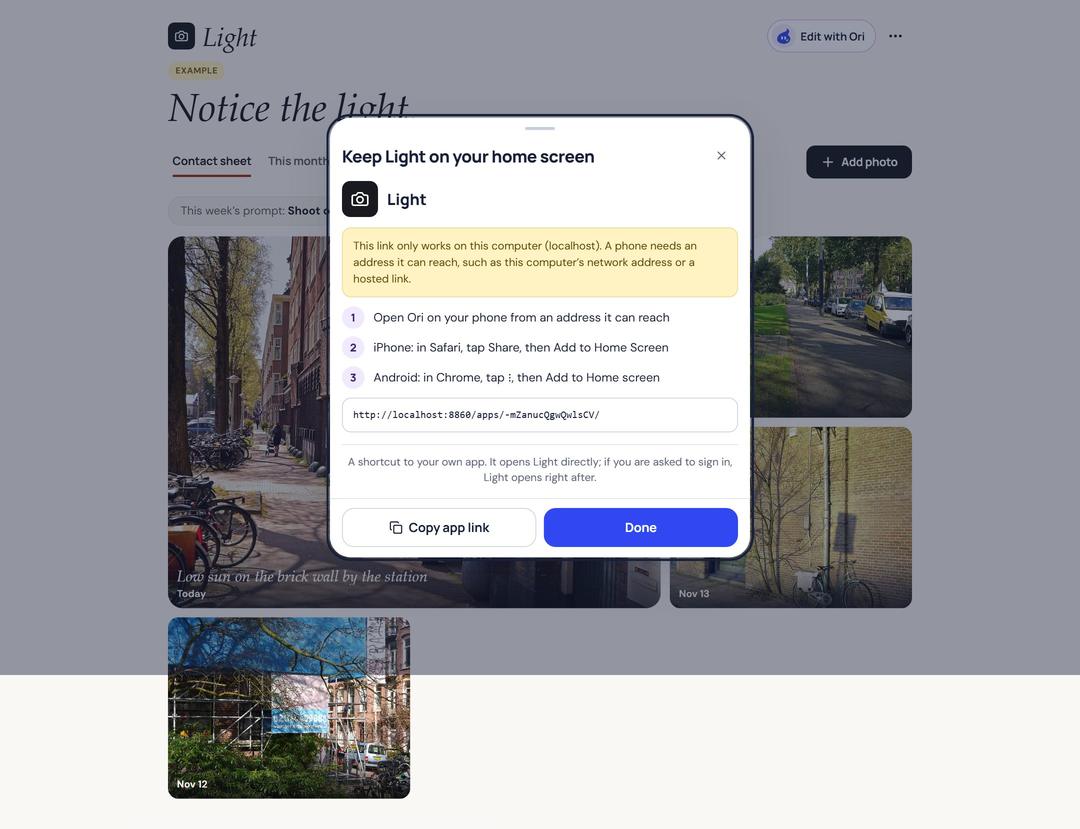 Light
Edit with Ori
EXAMPLE
Notice the light
Contact sheet
This month
Add photo
This week's prompt: Shoot
Keep Light on your home screen
Light
This link only works on this computer (localhost). A phone needs an
address it can reach, such as this computer's network address or a
hosted link.
1 Open Ori on your phone from an address it can reach
2 iPhone: in Safari, tap Share, then Add to Home Screen
3 Android: in Chrome, tap ⋮, then Add to Home screen
http://localhost:8860/apps/-mZanucQgwQwlsCV/
A shortcut to your own app. It opens Light directly; if you are asked to sign in,
Light opens right after.
Copy app link
Done
Low sun on the brick wall by the station
Today
Nov 13
Nov 12